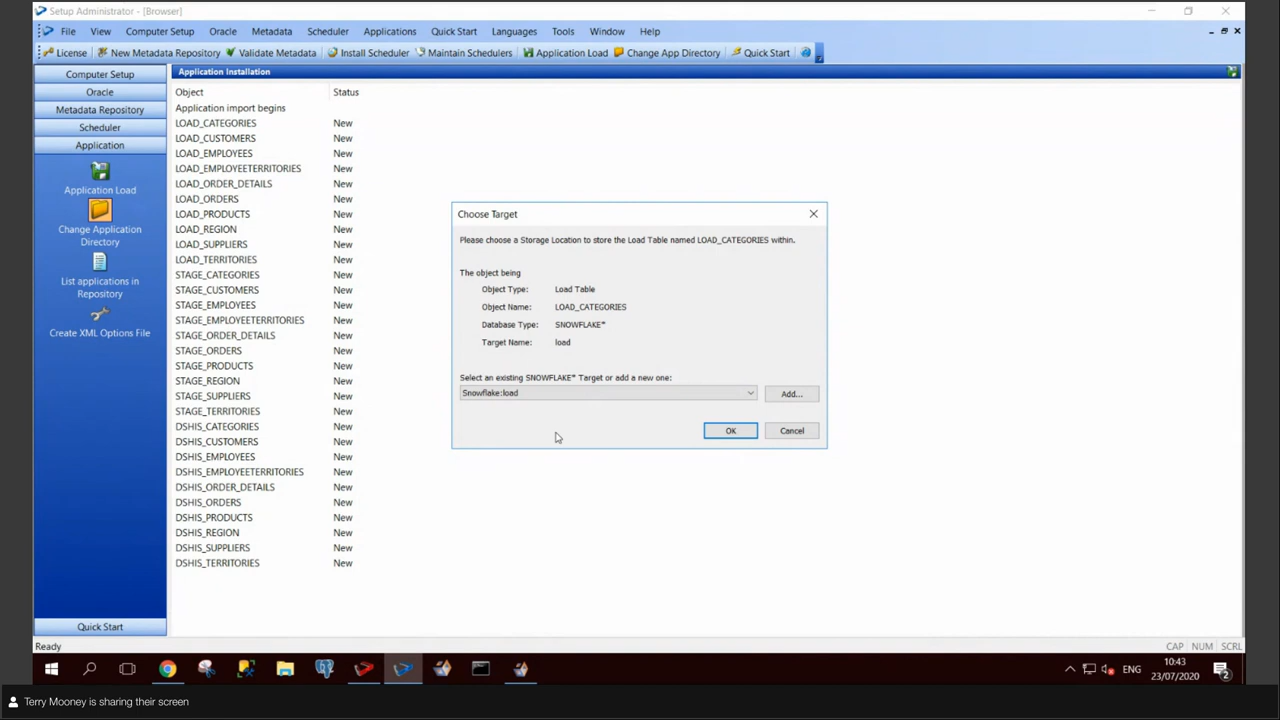 Setup Administrator - [Browser]
File View Computer Setup Oracle Metadata Scheduler Applications Quick Start Languages Tools Window Help
License New Metadata Repository Validate Metadata Install Scheduler Maintain Schedulers Application Load Change App Directory Quick Start
Computer Setup
Oracle
Metadata Repository
Scheduler
Application
Application Load
Change Application
Directory
List applications in
Repository
Create XML Options File
Quick Start
Application Installation
Object Status
Application import begins
LOAD_CATEGORIES New
LOAD_CUSTOMERS New
LOAD_EMPLOYEES New
LOAD_EMPLOYEETERRITORIES New
LOAD_ORDER_DETAILS New
LOAD_ORDERS New
LOAD_PRODUCTS New
LOAD_REGION New
LOAD_SUPPLIERS New
LOAD_TERRITORIES New
STAGE_CATEGORIES New
STAGE_CUSTOMERS New
STAGE_EMPLOYEES New
STAGE_EMPLOYEETERRITORIES New
STAGE_ORDER_DETAILS New
STAGE_ORDERS New
STAGE_PRODUCTS New
STAGE_REGION New
STAGE_SUPPLIERS New
STAGE_TERRITORIES New
DSHIS_CATEGORIES New
DSHIS_CUSTOMERS New
DSHIS_EMPLOYEES New
DSHIS_EMPLOYEETERRITORIES New
DSHIS_ORDER_DETAILS New
DSHIS_ORDERS New
DSHIS_PRODUCTS New
DSHIS_REGION New
DSHIS_SUPPLIERS New
DSHIS_TERRITORIES New
Choose Target
Please choose a Storage Location to store the Load Table named LOAD_CATEGORIES within.
The object being
Object Type: Load Table
Object Name: LOAD_CATEGORIES
Database Type: SNOWFLAKE*
Target Name: load
Select an existing SNOWFLAKE* Target or add a new one:
Snowflake:load Add...
OK Cancel
Ready CAP NUM SCRL
ENG 10:43
23/07/2020 2
Terry Mooney is sharing their screen